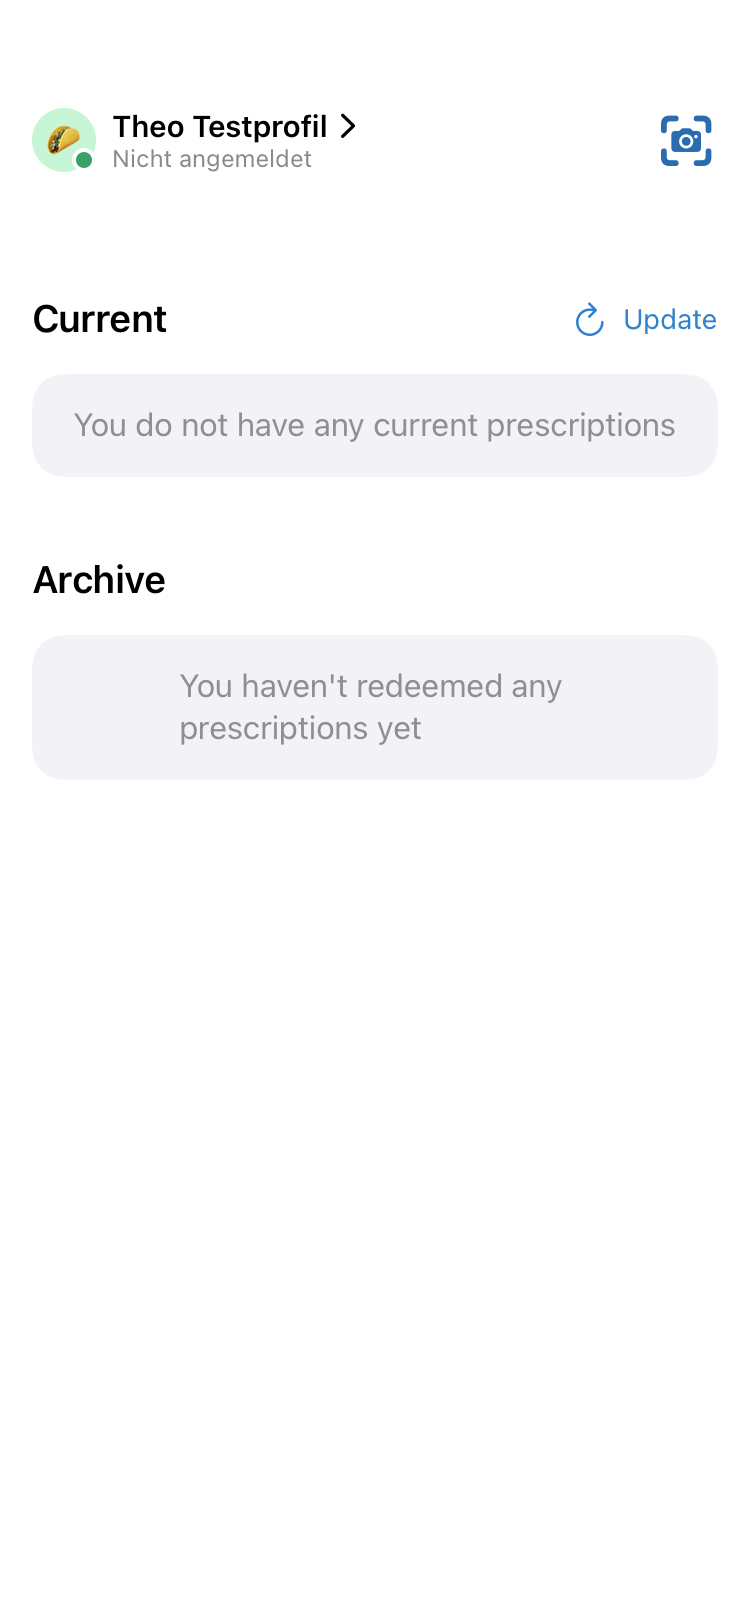 Theo Testprofil
Nicht angemeldet
Current
Update
You do not have any current prescriptions
Archive
You haven't redeemed any
prescriptions yet